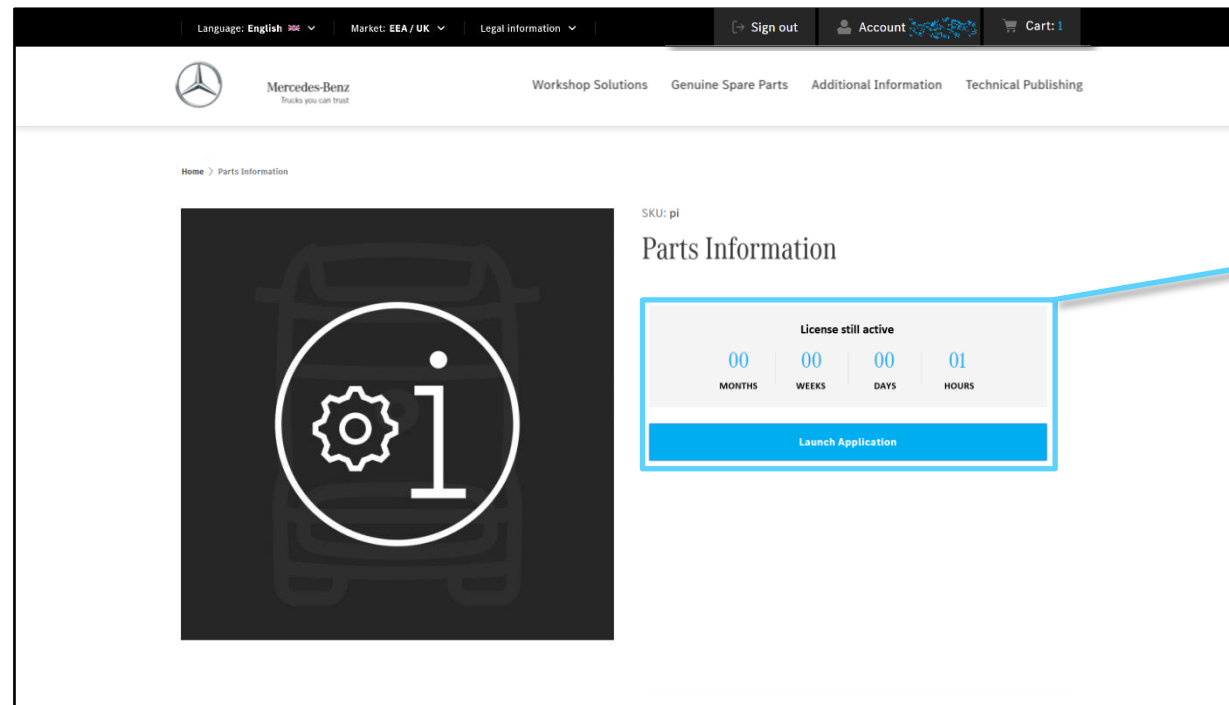 Language: English Market: EEA / UK Legal information Sign out Account Cart: 1
Mercedes-Benz
Trucks you can trust
Workshop Solutions Genuine Spare Parts Additional Information Technical Publishing
Home > Parts Information
SKU: pi
Parts Information
License still active
00 00 00 01
MONTHS WEEKS DAYS HOURS
Launch Application